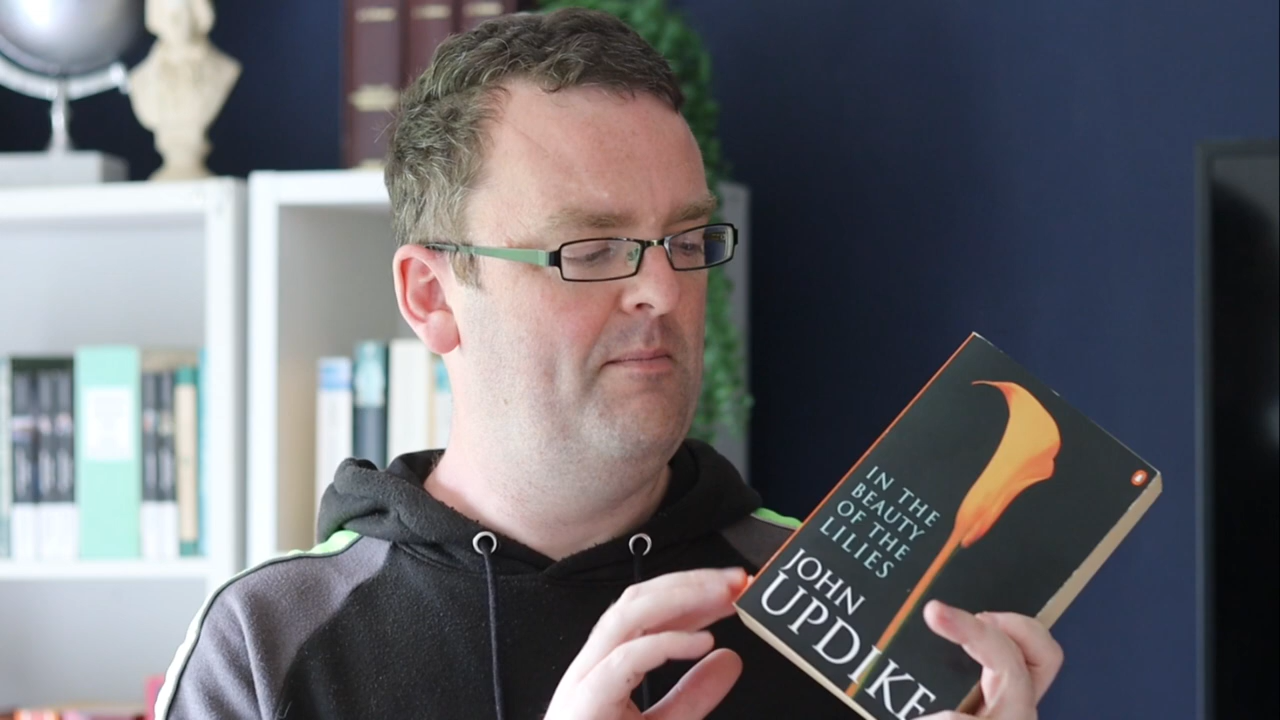 IN THE
BEAUTY
OF THE
LILIES
JOHN
UPDIKE